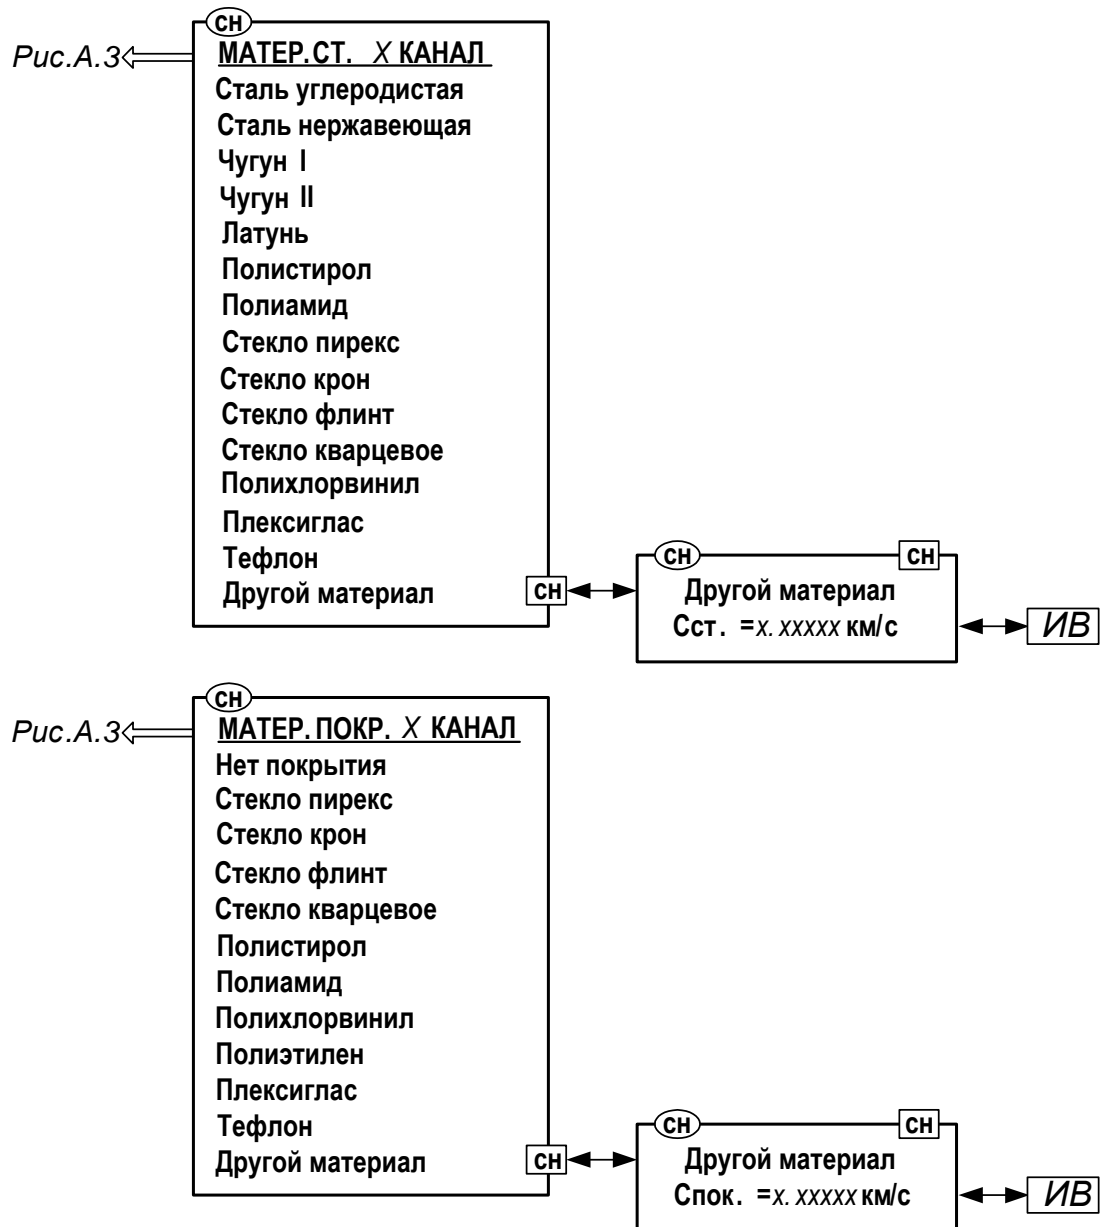 СН
Рис.А.3
МАТЕР.СТ. X КАНАЛ
Сталь углеродистая
Сталь нержавеющая
Чугун I
Чугун II
Латунь
Полистирол
Полиамид
Стекло пирекс
Стекло крон
Стекло флинт
Стекло кварцевое
Полихлорвинил
Плексиглас
Тефлон
Другой материал
СН
СН
СН
Другой материал
Сст. =x.xxxxx км/с
ИВ
СН
Рис.А.3
МАТЕР.ПОКР. X КАНАЛ
Нет покрытия
Стекло пирекс
Стекло крон
Стекло флинт
Стекло кварцевое
Полистирол
Полиамид
Полихлорвинил
Полиэтилен
Плексиглас
Тефлон
Другой материал
СН
СН
СН
Другой материал
Спок. =x.xxxxx км/с
ИВ